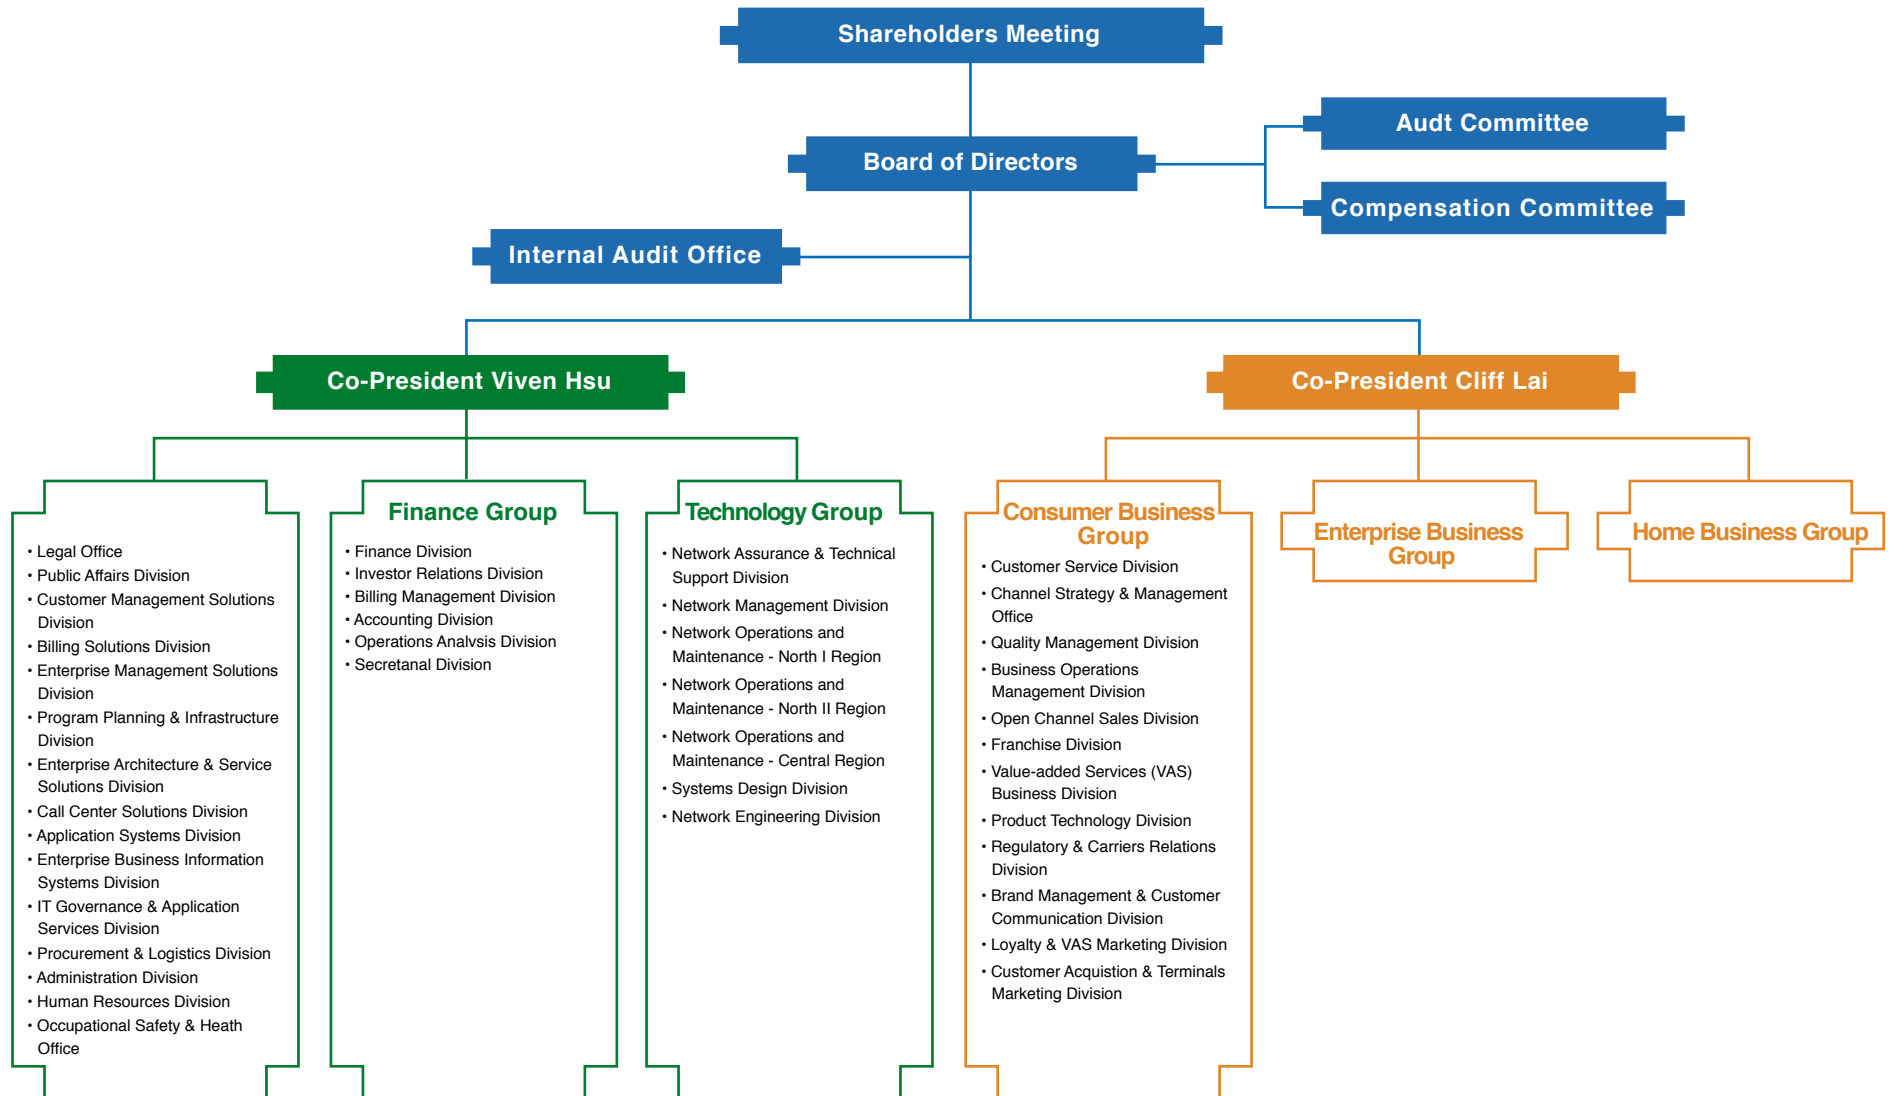 Shareholders Meeting
Audt Committee
Board of Directors
Compensation Committee
Internal Audit Office
Co-President Viven Hsu
Co-President Cliff Lai
• Legal Office
• Public Affairs Division
• Customer Management Solutions
Division
• Billing Solutions Division
• Enterprise Management Solutions
Division
• Program Planning & Infrastructure
Division
• Enterprise Architecture & Service
Solutions Division
• Call Center Solutions Division
• Application Systems Division
• Enterprise Business Information
Systems Division
• IT Governance & Application
Services Division
• Procurement & Logistics Division
• Administration Division
• Human Resources Division
• Occupational Safety & Heath
Office
Finance Group
• Finance Division
• Investor Relations Division
• Billing Management Division
• Accounting Division
• Operations Analvsis Division
• Secretanal Division
Technology Group
• Network Assurance & Technical
Support Division
• Network Management Division
• Network Operations and
Maintenance - North I Region
• Network Operations and
Maintenance - North II Region
• Network Operations and
Maintenance - Central Region
• Systems Design Division
• Network Engineering Division
Consumer Business
Group
• Customer Service Division
• Channel Strategy & Management
Office
• Quality Management Division
• Business Operations
Management Division
• Open Channel Sales Division
• Franchise Division
• Value-added Services (VAS)
Business Division
• Product Technology Division
• Regulatory & Carriers Relations
Division
• Brand Management & Customer
Communication Division
• Loyalty & VAS Marketing Division
• Customer Acquistion & Terminals
Marketing Division
Enterprise Business
Group
Home Business Group